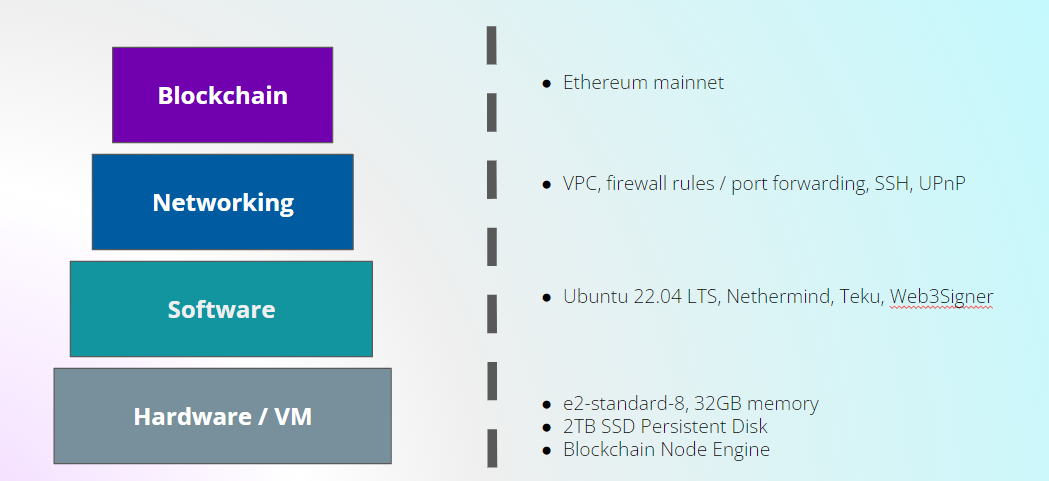 Blockchain
● Ethereum mainnet
Networking
● VPC, firewall rules / port forwarding, SSH, UPnP
Software
● Ubuntu 22.04 LTS, Nethermind, Teku, Web3Signer
Hardware / VM
● e2-standard-8, 32GB memory
● 2TB SSD Persistent Disk
● Blockchain Node Engine